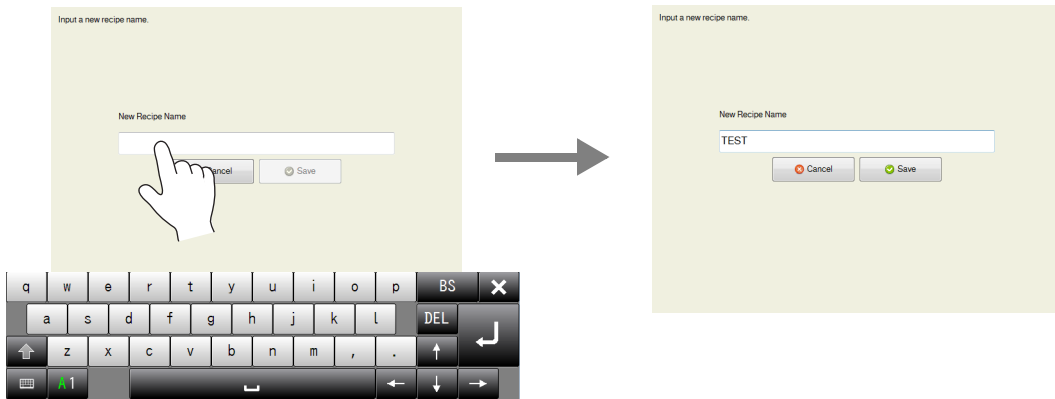 Input a new recipe name.
New Recipe Name
ancel Save
q w e r t y u i o p BS
a s d f g h j k l DEL
z x c v b n m , .
A1
Input a new recipe name.
New Recipe Name
TEST
Cancel Save